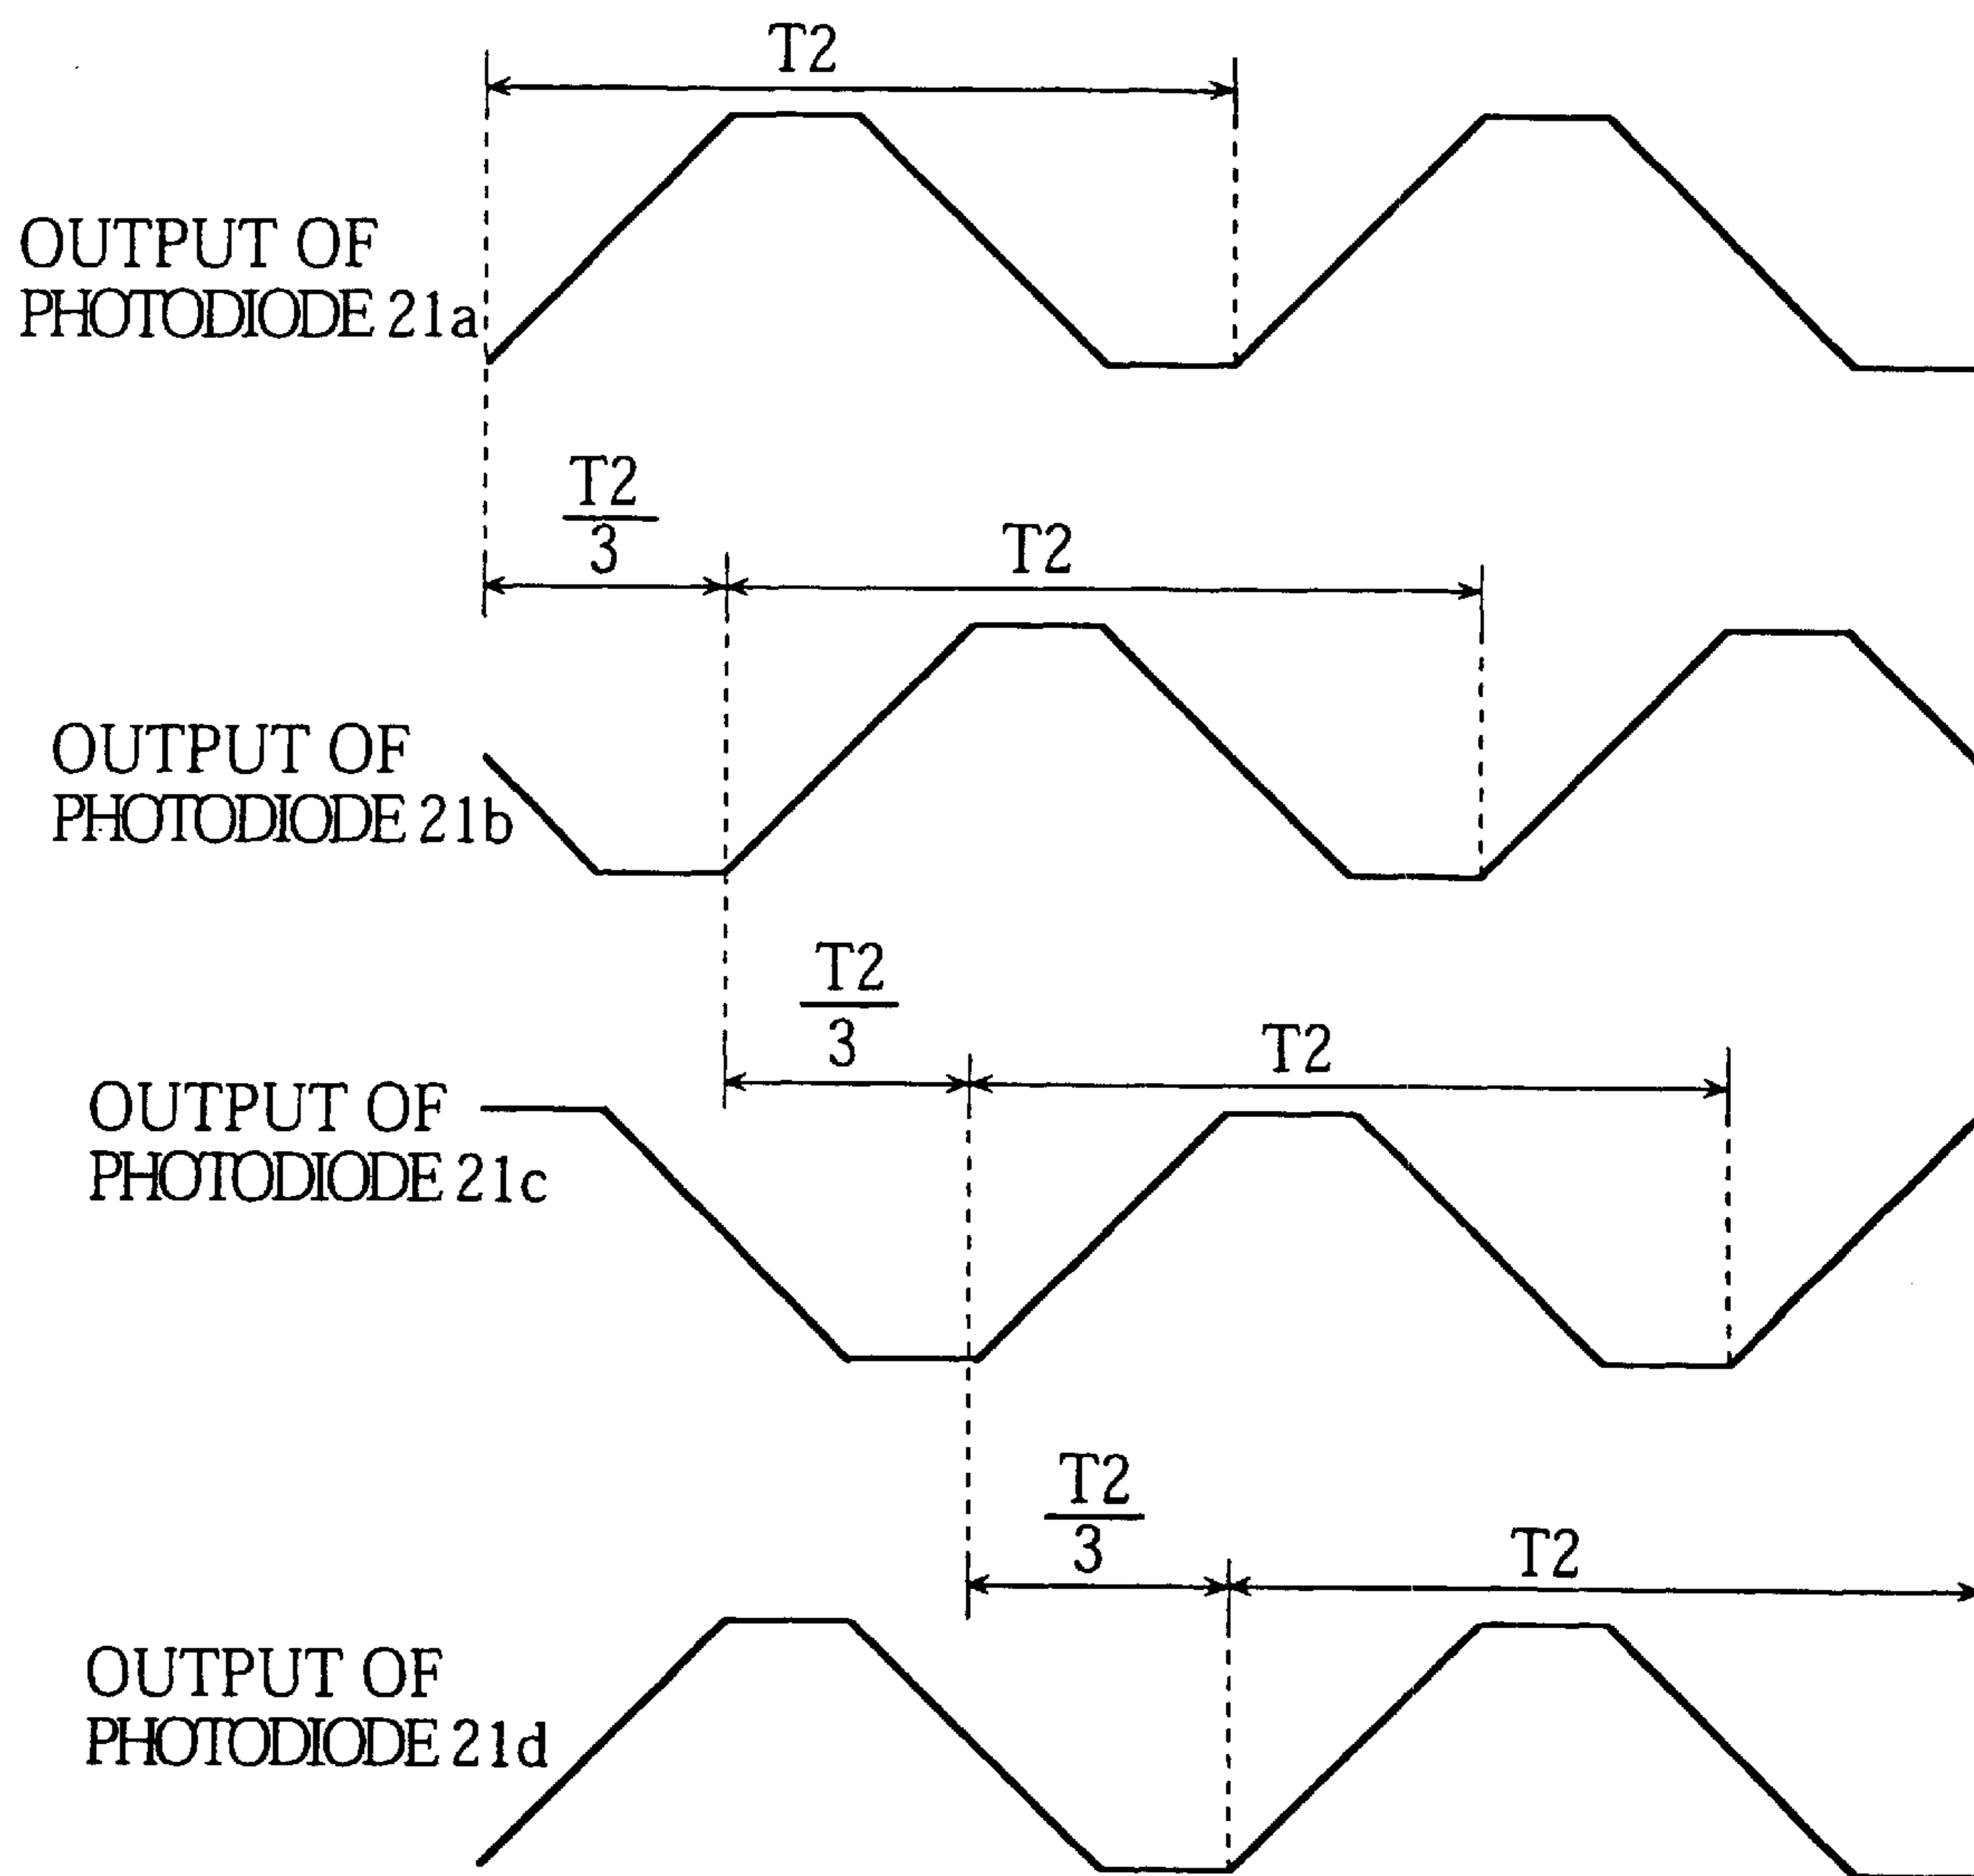 T2
OUTPUT OF
PHOTODIODE 21a
T2
3
T2
OUTPUT OF
PHOTODIODE 21b
T2
3
T2
OUTPUT OF
PHOTODIODE 21c
T2
3
T2
OUTPUT OF
PHOTODIODE 21d